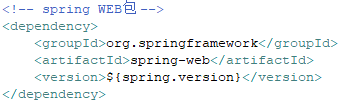 <!-- spring WEB包 -->
<dependency>
    <groupId>org.springframework</groupId>
    <artifactId>spring-web</artifactId>
    <version>${spring.version}</version>
</dependency>